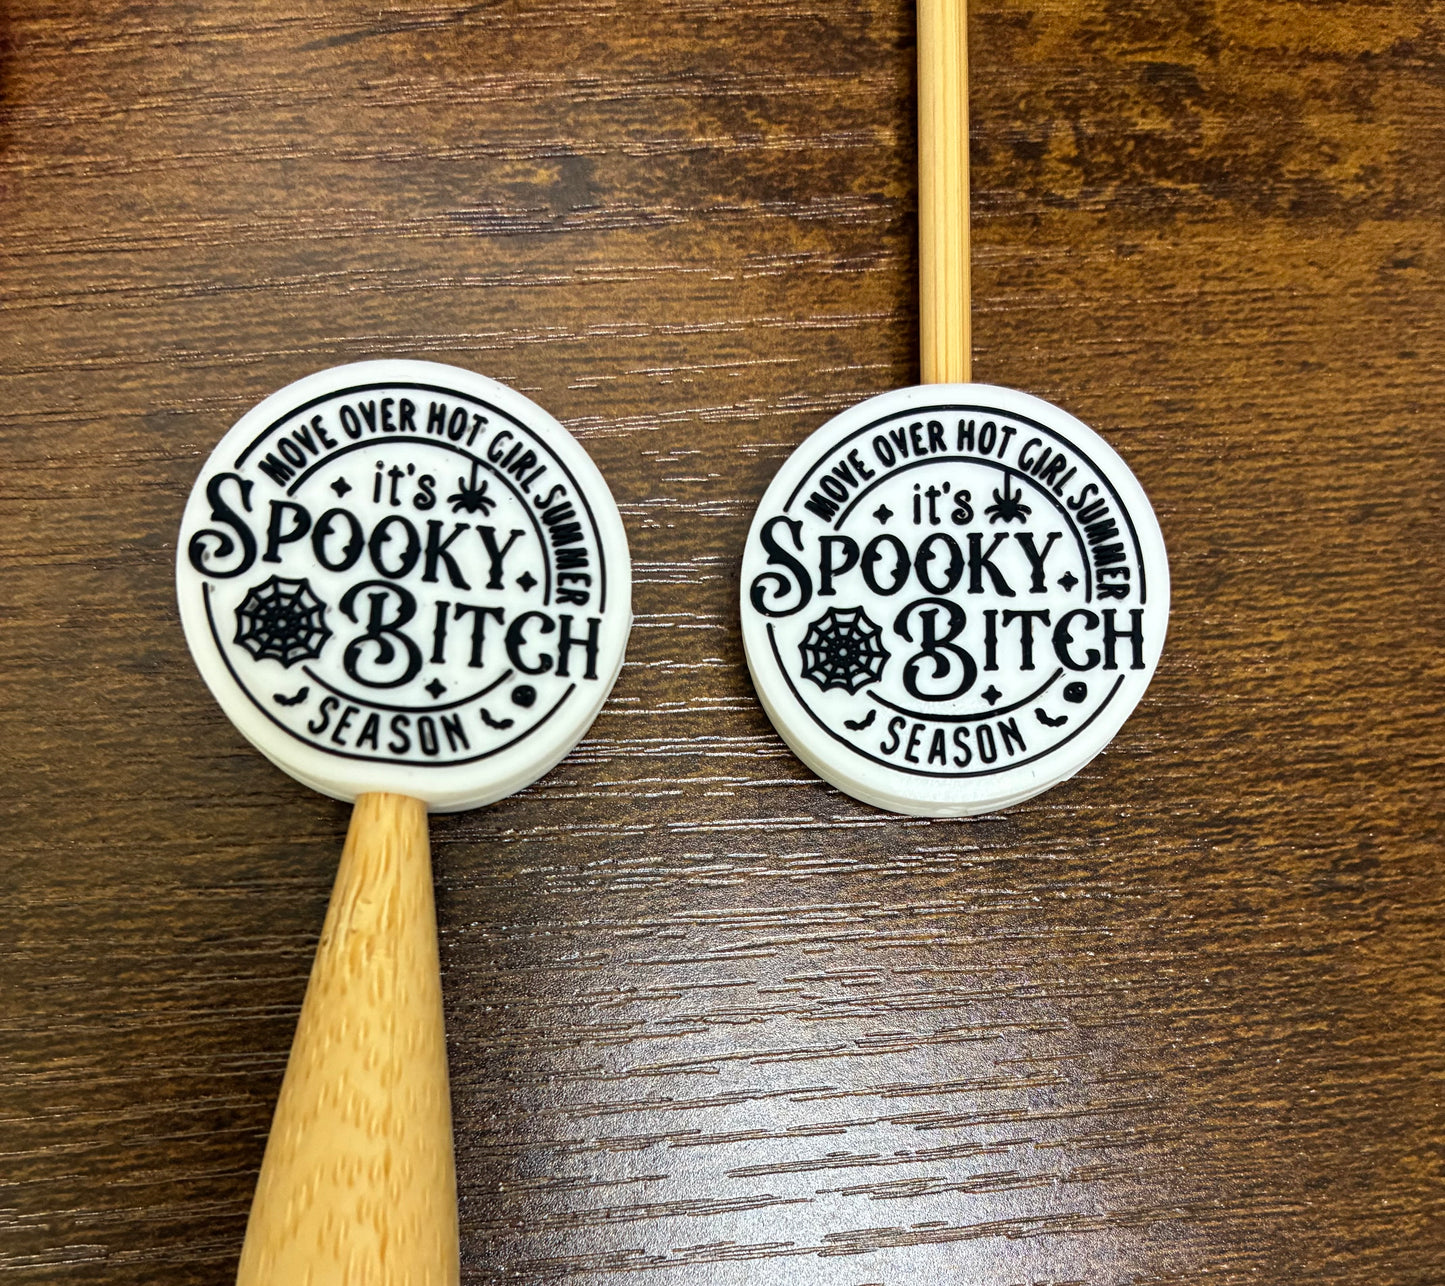 MOVE OVER HOT GIRL SUMMER
it's
SPOOKY
BITCH
SEASON
MOVE OVER HOT GIRL SUMMER
it's
SPOOKY
BITCH
SEASON